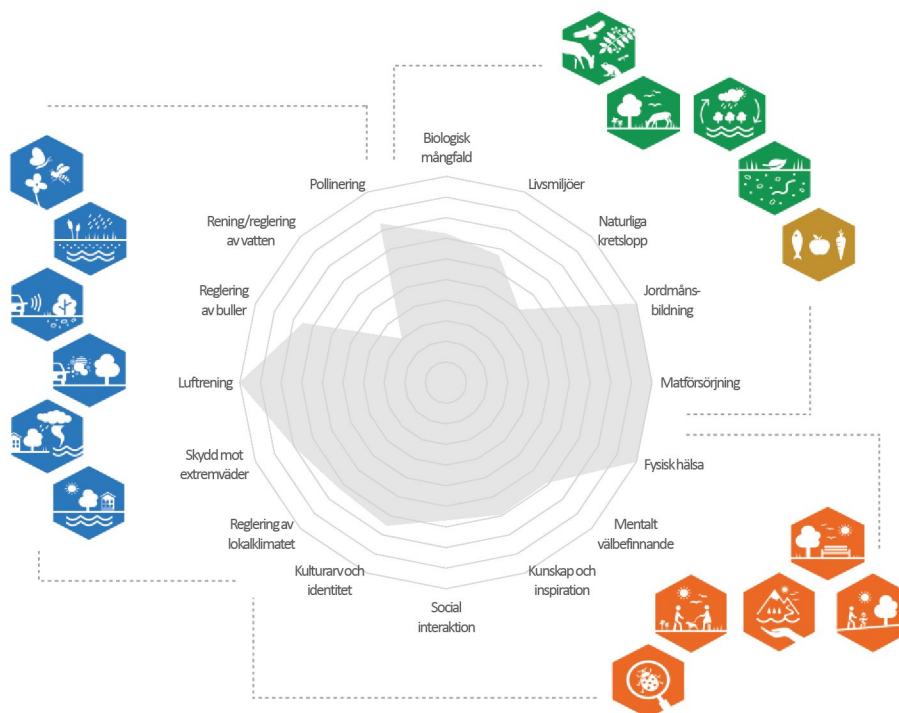 Biologisk
mångfald
Livsmiljöer
Naturliga
kretslopp
Jordmåns-
bildning
Matförsörjning
Fysisk hälsa
Mentalt
välbefinnande
Kunskap och
inspiration
Social
interaktion
Kulturarv och
identitet
Reglering av
lokalklimatet
Skydd mot
extremväder
Luftrening
Reglering
av buller
Rening/reglering
av vatten
Pollinering